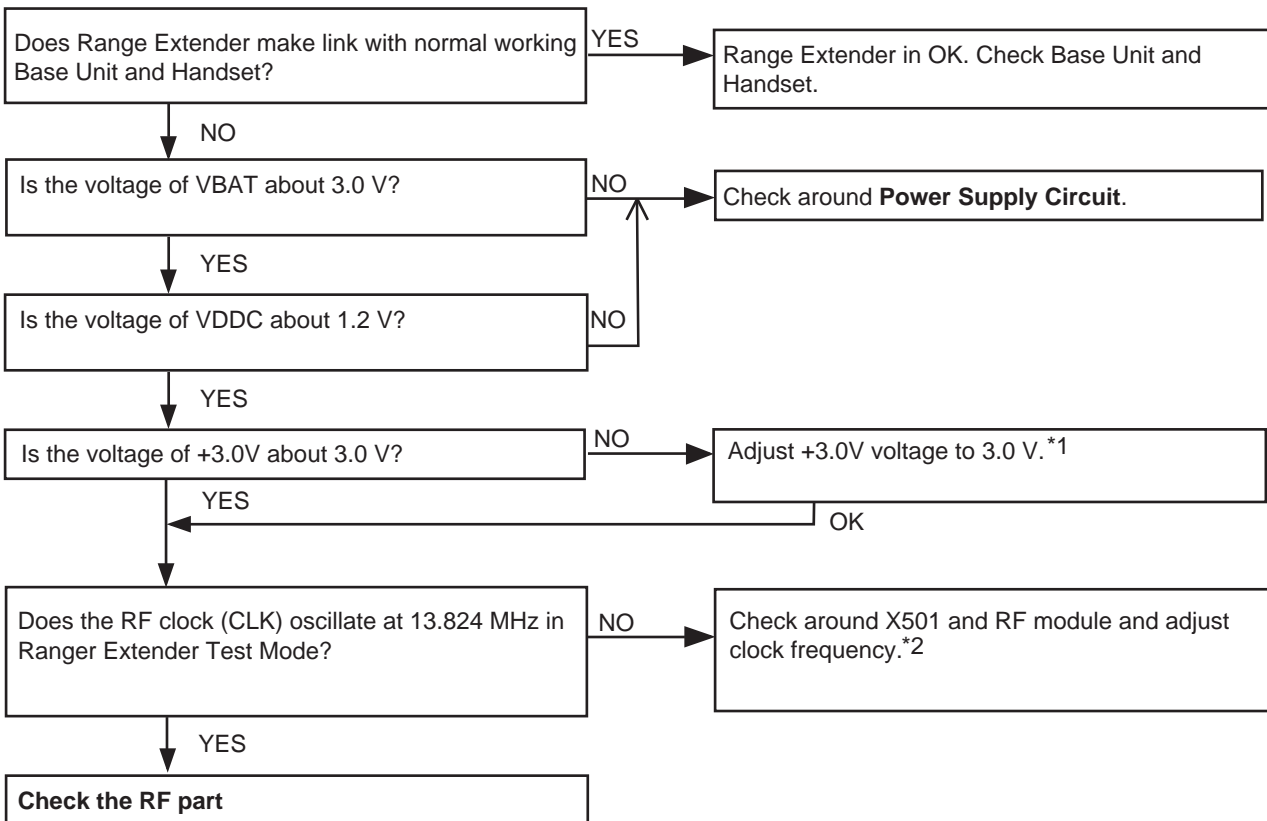 Does Range Extender make link with normal working
Base Unit and Handset?
YES
Range Extender in OK. Check Base Unit and
Handset.
NO
Is the voltage of VBAT about 3.0 V?
NO
Check around Power Supply Circuit.
YES
Is the voltage of VDDC about 1.2 V?
NO
YES
Is the voltage of +3.0V about 3.0 V?
NO
Adjust +3.0V voltage to 3.0 V.*1
YES
OK
Does the RF clock (CLK) oscillate at 13.824 MHz in
Ranger Extender Test Mode?
NO
Check around X501 and RF module and adjust
clock frequency.*2
YES
Check the RF part